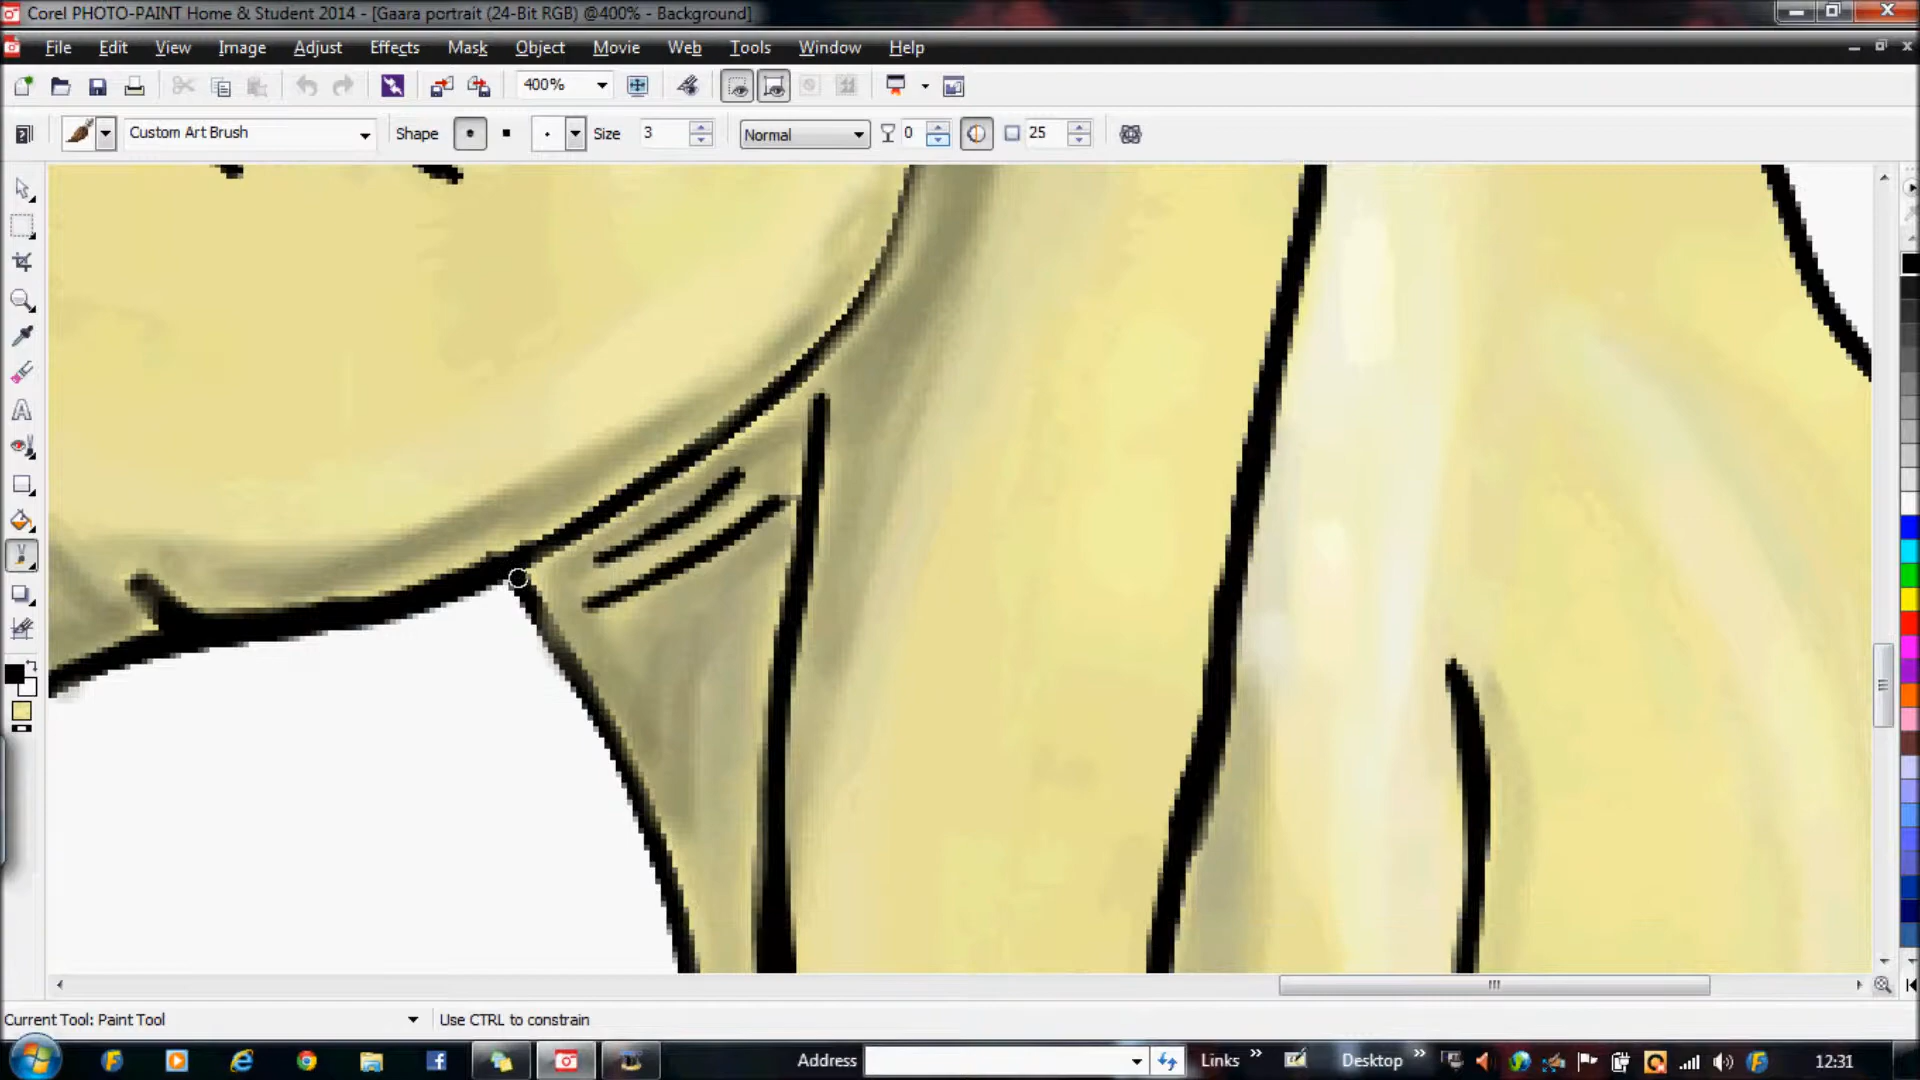 Corel PHOTO-PAINT Home & Student 2014 - [Gaara portrait (24-Bit RGB) @400% - Background]
File Edit View Image Adjust Effects Mask Object Movie Web Tools Window Help
400%
Custom Art Brush Shape Size 3 Normal 0 25
Current Tool: Paint Tool Use CTRL to constrain
Address Links » Desktop » 12:31